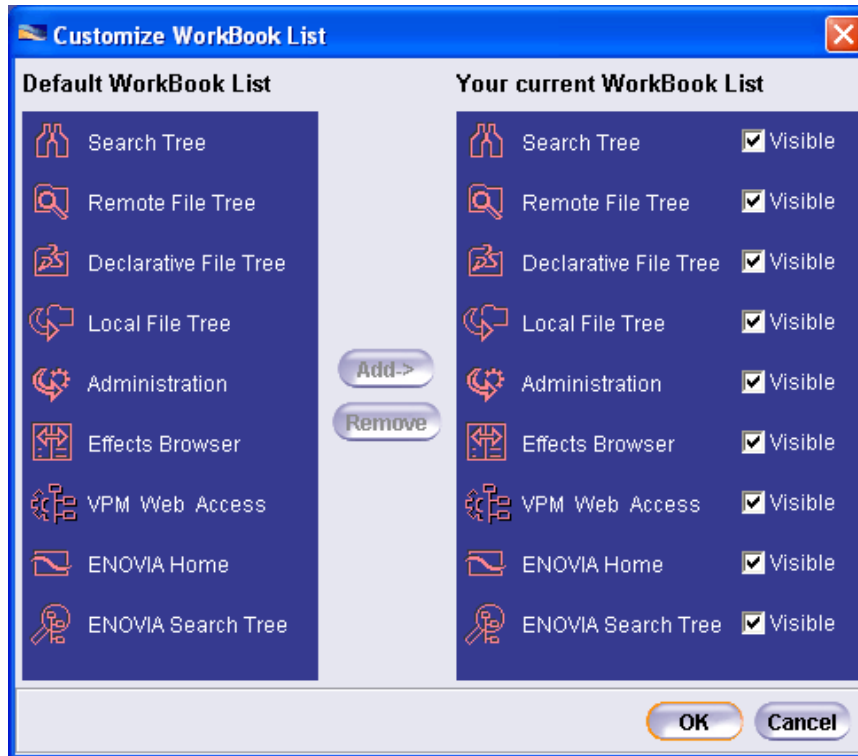 Customize WorkBook List
Default WorkBook List
Your current WorkBook List
Search Tree
Remote File Tree
Declarative File Tree
Local File Tree
Administration
Effects Browser
VPM Web Access
ENOVIA Home
ENOVIA Search Tree
Add->
Remove
Search Tree Visible
Remote File Tree Visible
Declarative File Tree Visible
Local File Tree Visible
Administration Visible
Effects Browser Visible
VPM Web Access Visible
ENOVIA Home Visible
ENOVIA Search Tree Visible
OK
Cancel